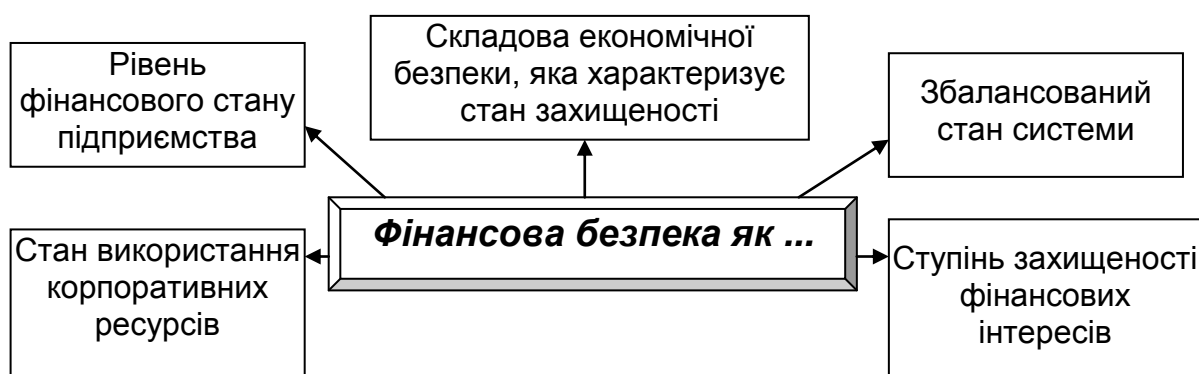 Рівень
фінансового стану
підприємства
Складова економічної
безпеки, яка характеризує
стан захищеності
Збалансований
стан системи
Фінансова безпека як ...
Стан використання
корпоративних
ресурсів
Ступінь захищеності
фінансових
інтересів